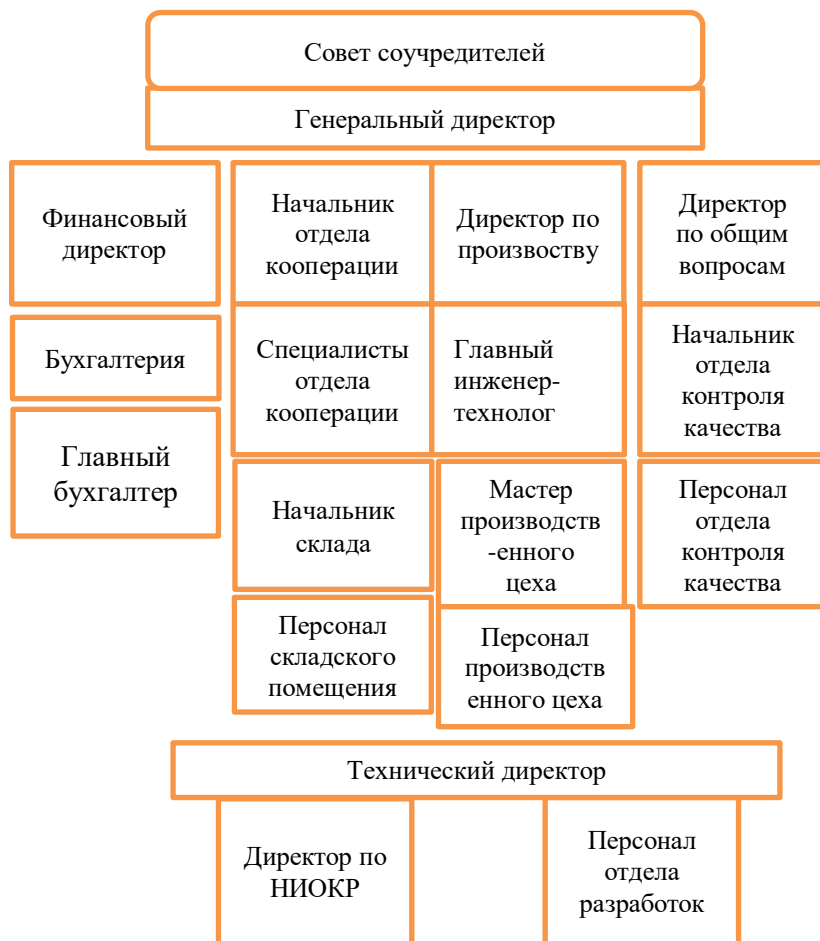 Совет соучредителей
Генеральный директор
Финансовый
директор
Начальник
отдела
кооперации
Директор по
произвоству
Директор
по общим
вопросам
Бухгалтерия
Специалисты
отдела
кооперации
Главный
инженер-
технолог
Начальник
отдела
контроля
качества
Главный
бухгалтер
Начальник
склада
Мастер
производств
-енного
цеха
Персонал
отдела
контроля
качества
Персонал
складского
помещения
Персонал
производств
енного цеха
Технический директор
Директор по
НИОКР
Персонал
отдела
разработок